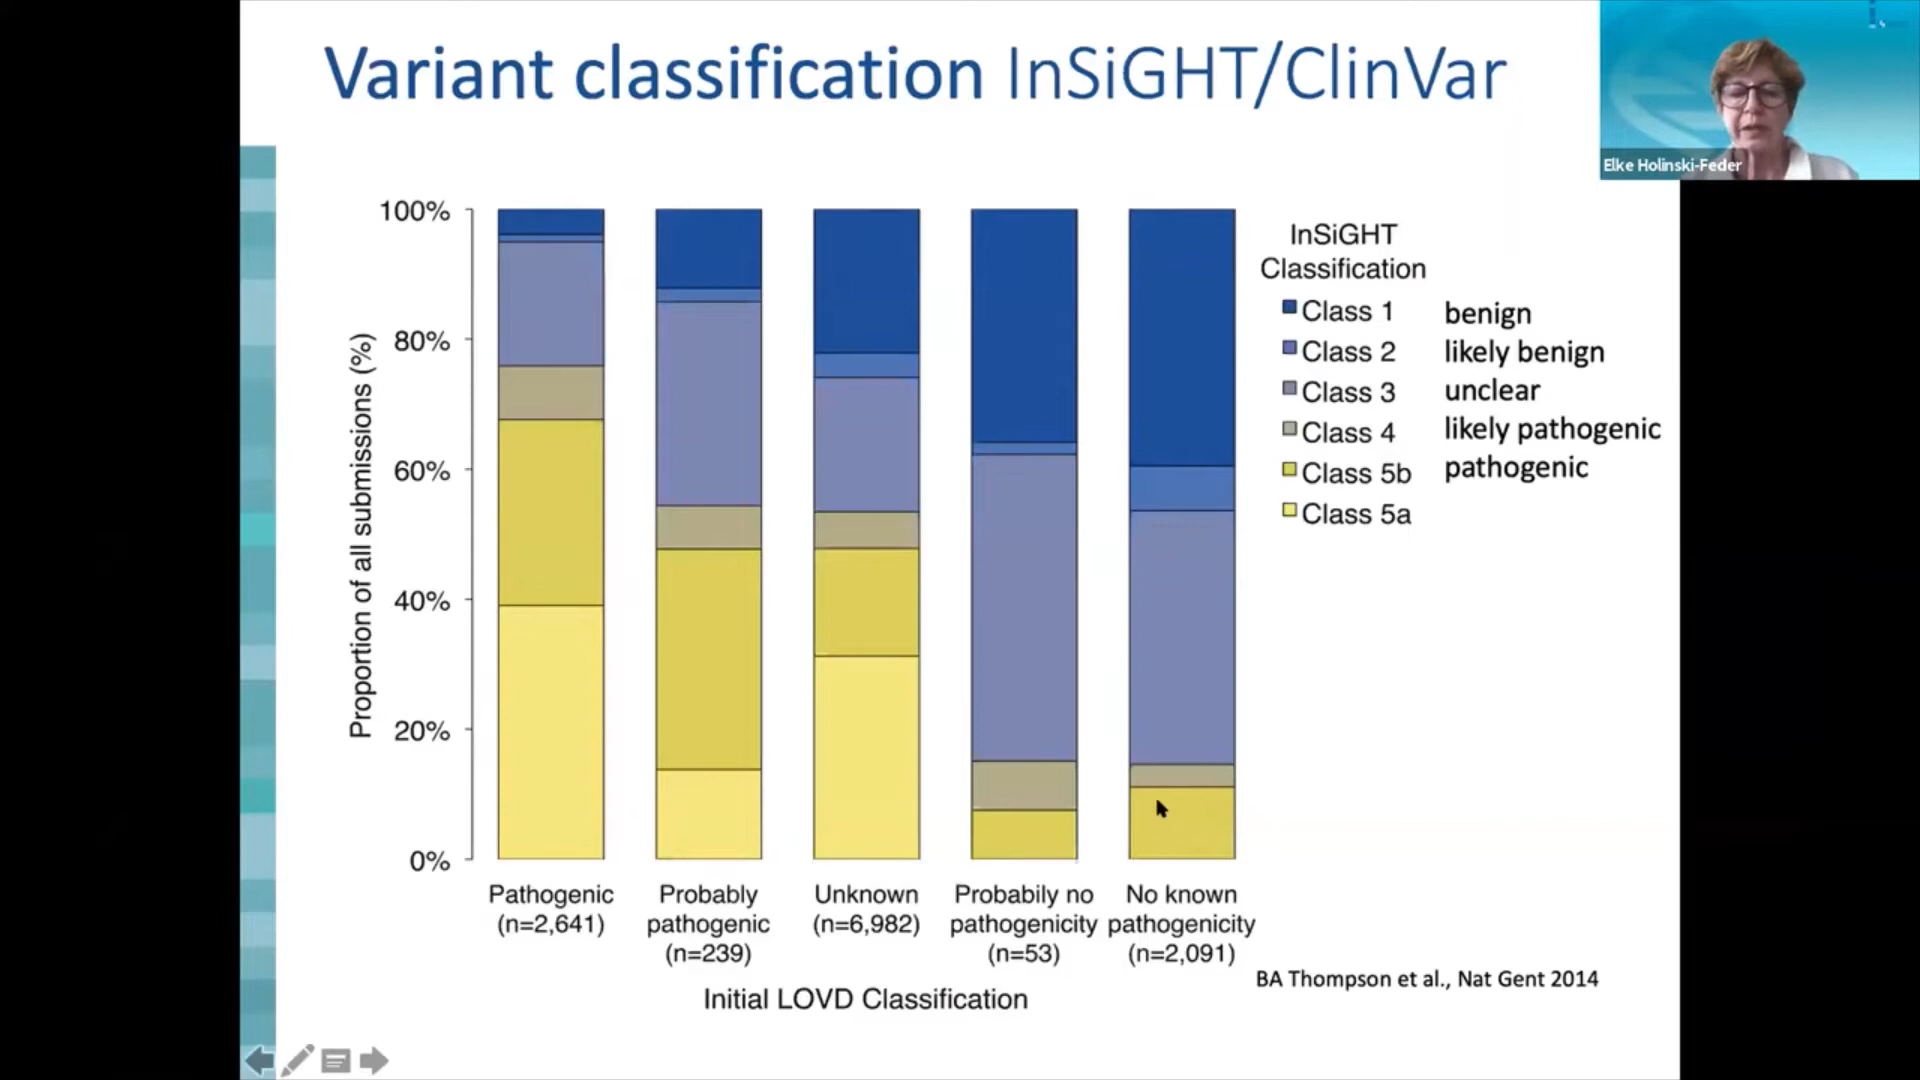 Variant classification InSiGHT/ClinVar
Elke Holinski-Feder
100%
80%
60%
40%
20%
0%
Proportion of all submissions (%)
InSiGHT
Classification
Class 1 benign
Class 2 likely benign
Class 3 unclear
Class 4 likely pathogenic
Class 5b pathogenic
Class 5a
Pathogenic
(n=2,641)
Probably
pathogenic
(n=239)
Unknown
(n=6,982)
Probabily no
pathogenicity
(n=53)
No known
pathogenicity
(n=2,091)
Initial LOVD Classification
BA Thompson et al., Nat Gent 2014